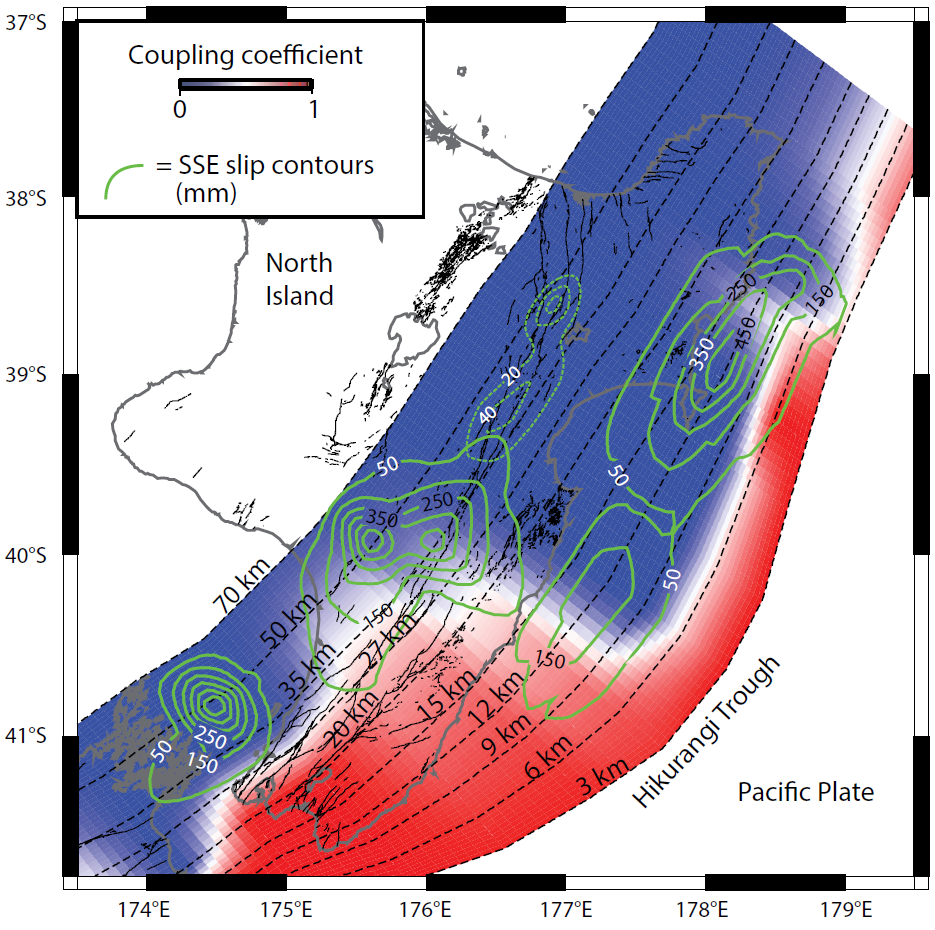 37°S
38°S
39°S
40°S
41°S
Coupling coefficient
0 1
= SSE slip contours
(mm)
North
Island
250
150
450
350
20
40
50
50
250
350
150
50
150
50
250
150
70 km
50 km
35 km
27 km
20 km
15 km
12 km
9 km
6 km
3 km
Hikurangi Trough
Pacific Plate
174°E 175°E 176°E 177°E 178°E 179°E